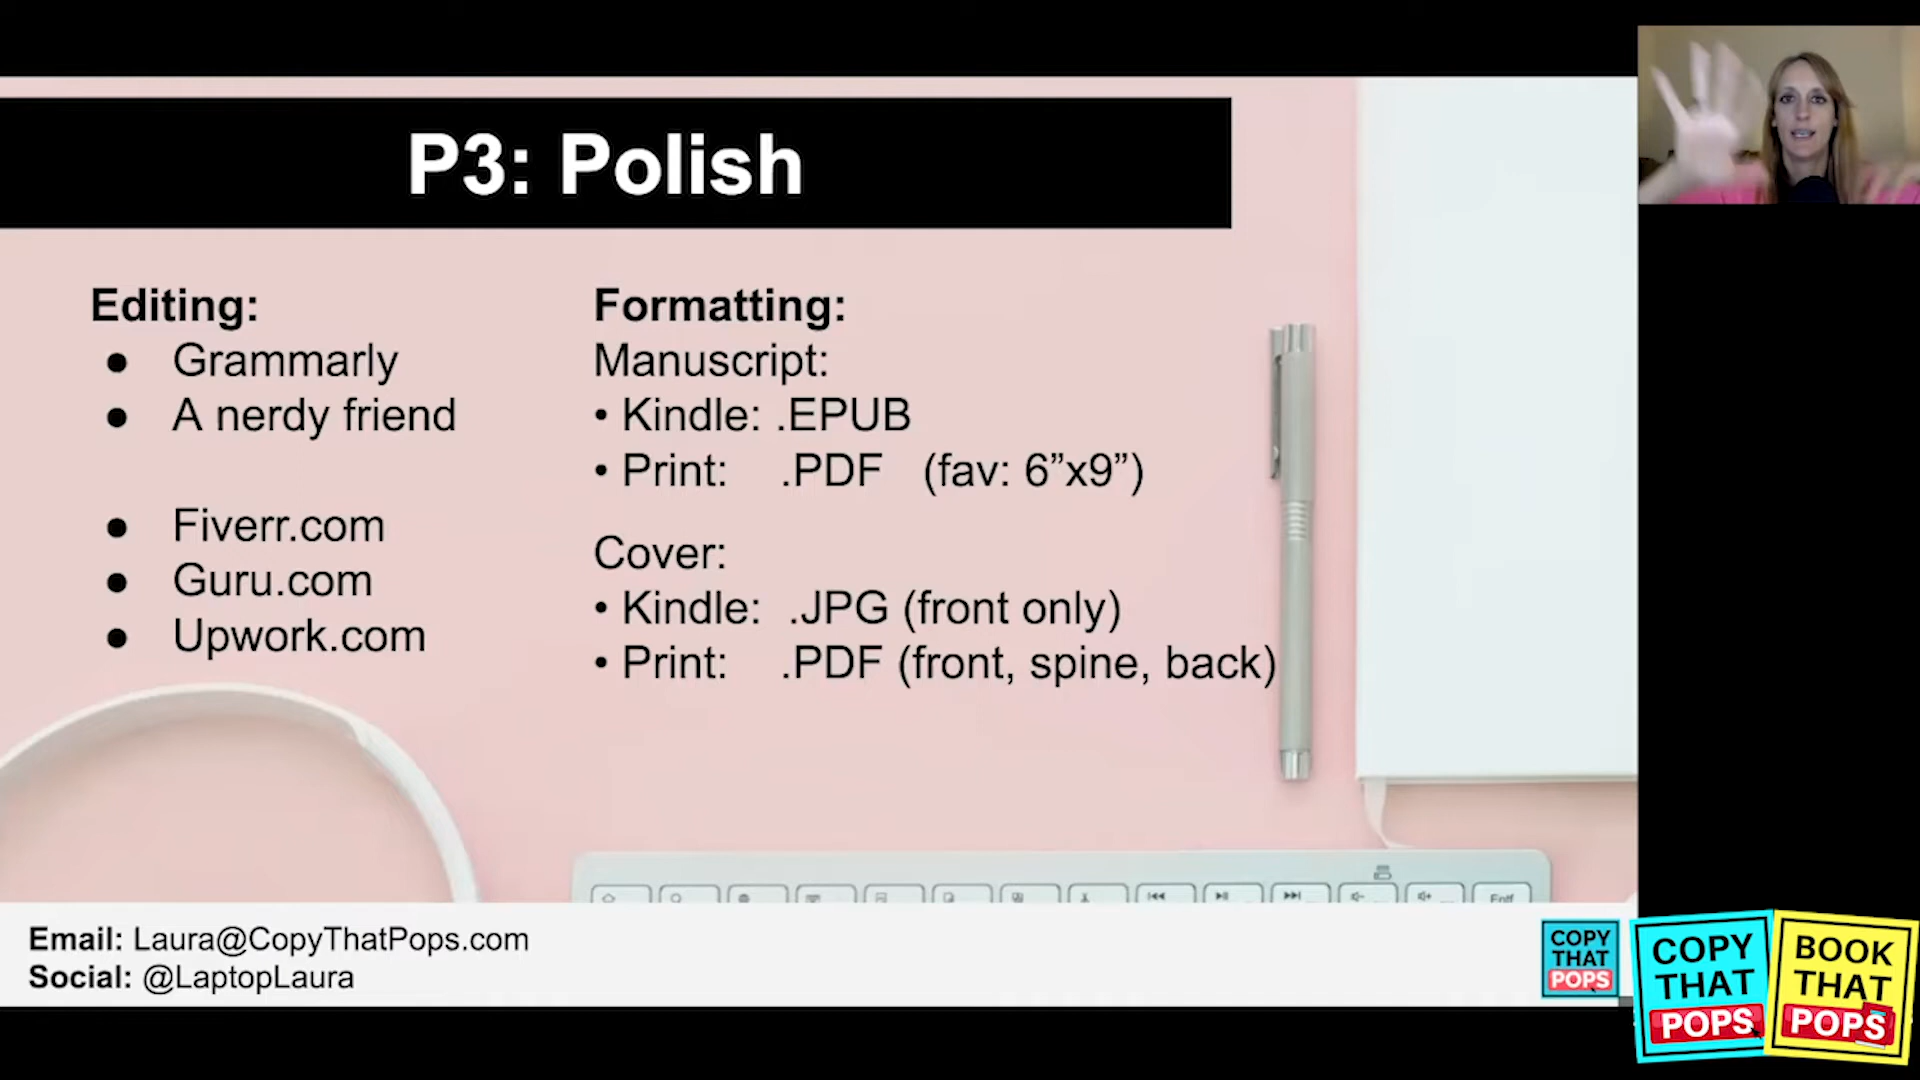 P3: Polish
Editing:
● Grammarly
● A nerdy friend
● Fiverr.com
● Guru.com
● Upwork.com
Formatting:
Manuscript:
• Kindle: .EPUB
• Print: .PDF (fav: 6”x9”)
Cover:
• Kindle: .JPG (front only)
• Print: .PDF (front, spine, back)
Entf
Email: Laura@CopyThatPops.com
Social: @LaptopLaura
COPY
THAT
POPS
COPY
THAT
POPS
BOOK
THAT
POPS